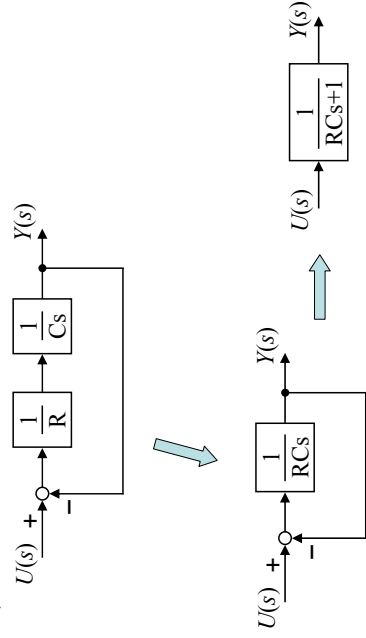 U(s)
+
−
1
R
1
Cs
Y(s)
U(s)
+
−
1
RCs
Y(s)
U(s)
1
RCs+1
Y(s)